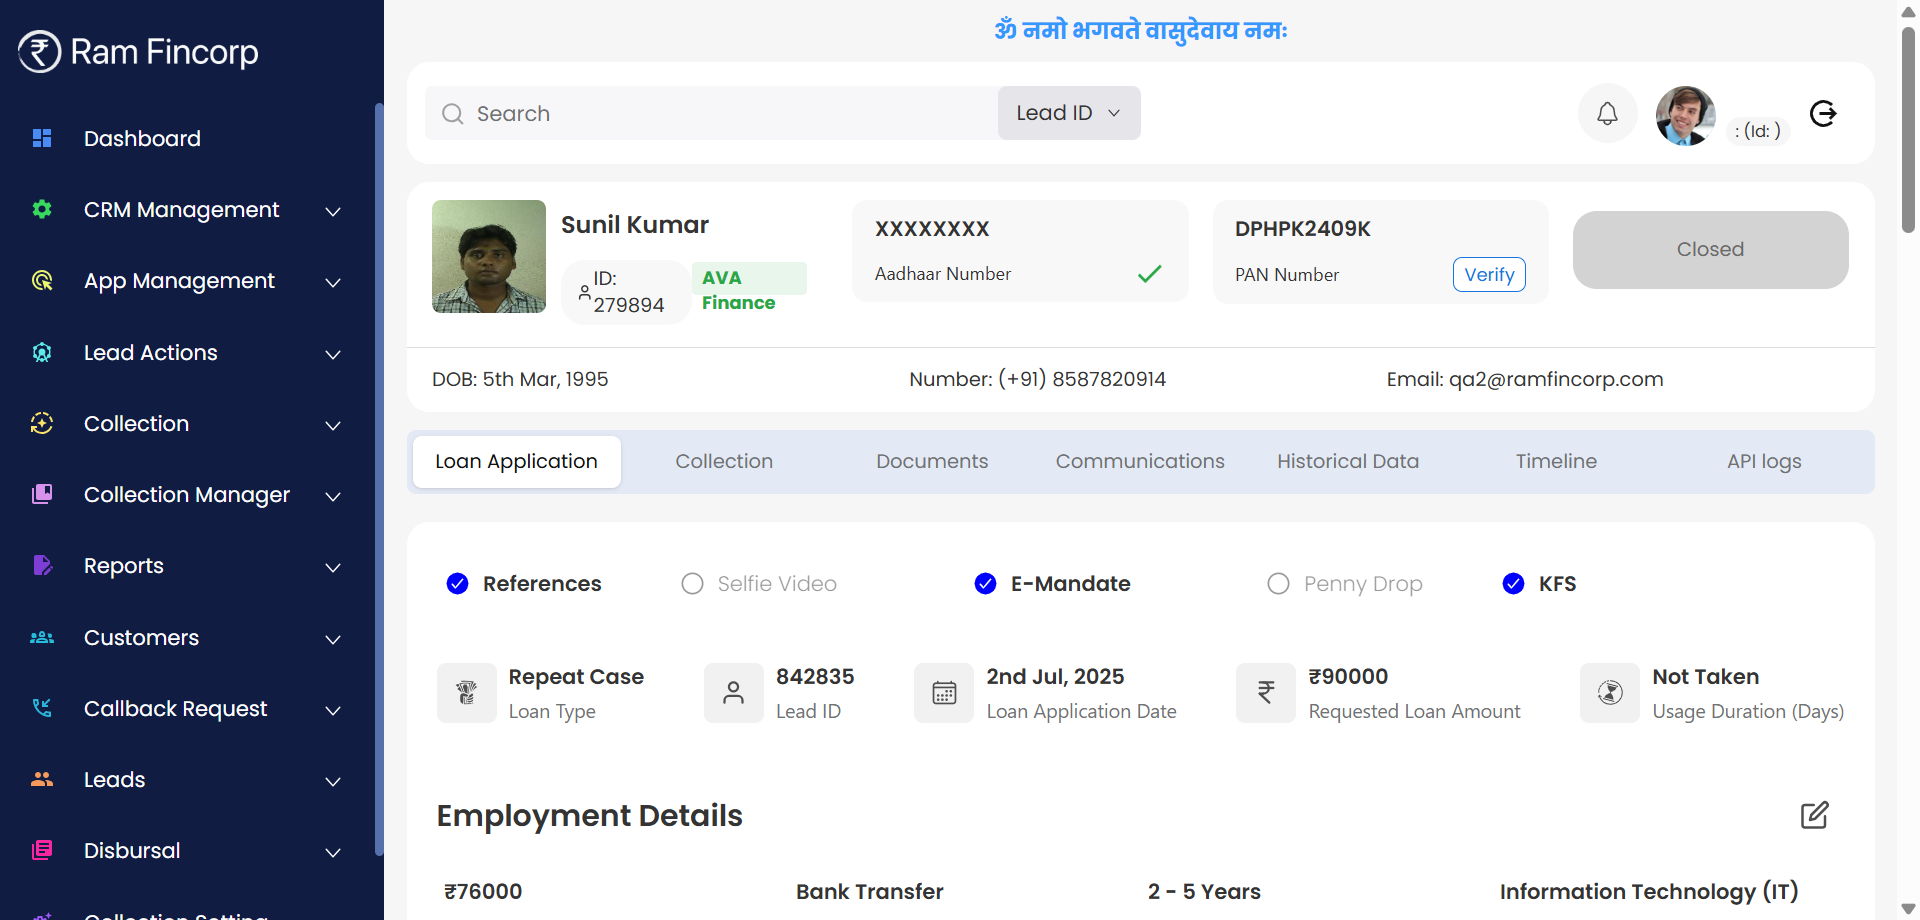 ॐ नमो भगवते वासुदेवाय नमः
Ram Fincorp
Dashboard
CRM Management
App Management
Lead Actions
Collection
Collection Manager
Reports
Customers
Callback Request
Leads
Disbursal
Collection Setting
Search
Lead ID
: (Id: )
Sunil Kumar
ID:
279894
AVA
Finance
XXXXXXXX
Aadhaar Number
DPHPK2409K
PAN Number
Verify
Closed
DOB: 5th Mar, 1995
Number: (+91) 8587820914
Email: qa2@ramfincorp.com
Loan Application
Collection
Documents
Communications
Historical Data
Timeline
API logs
References
Selfie Video
E-Mandate
Penny Drop
KFS
Repeat Case
Loan Type
842835
Lead ID
2nd Jul, 2025
Loan Application Date
₹90000
Requested Loan Amount
Not Taken
Usage Duration (Days)
Employment Details
₹76000
Bank Transfer
2 - 5 Years
Information Technology (IT)